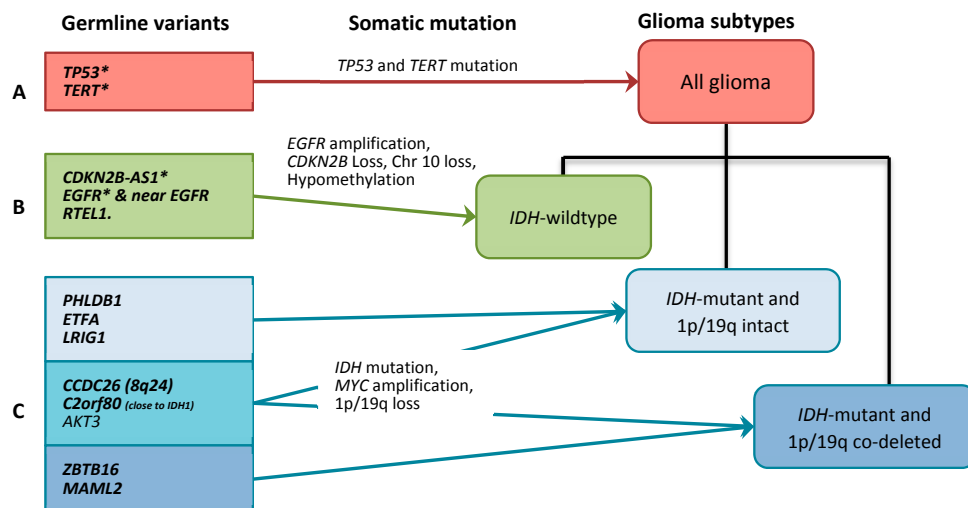 Germline variants
Somatic mutation
Glioma subtypes
A
TP53*
TERT*
TP53 and TERT mutation
All glioma
B
CDKN2B-AS1*
EGFR* & near EGFR
RTEL1.
EGFR amplification,
CDKN2B Loss, Chr 10 loss,
Hypomethylation
IDH-wildtype
C
PHLDB1
ETFA
LRIG1
IDH-mutant and
1p/19q intact
CCDC26 (8q24)
C2orf80 (close to IDH1)
AKT3
IDH mutation,
MYC amplification,
1p/19q loss
IDH-mutant and
1p/19q co-deleted
ZBTB16
MAML2